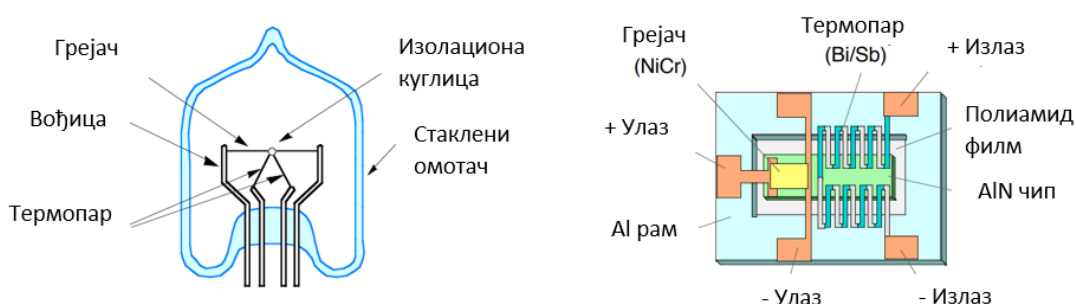 Грејач
Изолациона
куглица
Вођица
Стаклени
омотач
Термопар
Грејач
(NiCr)
Термопар
(Bi/Sb)
+ Излаз
+ Улаз
Полиамид
филм
AlN чип
Al рам
- Улаз
- Излаз